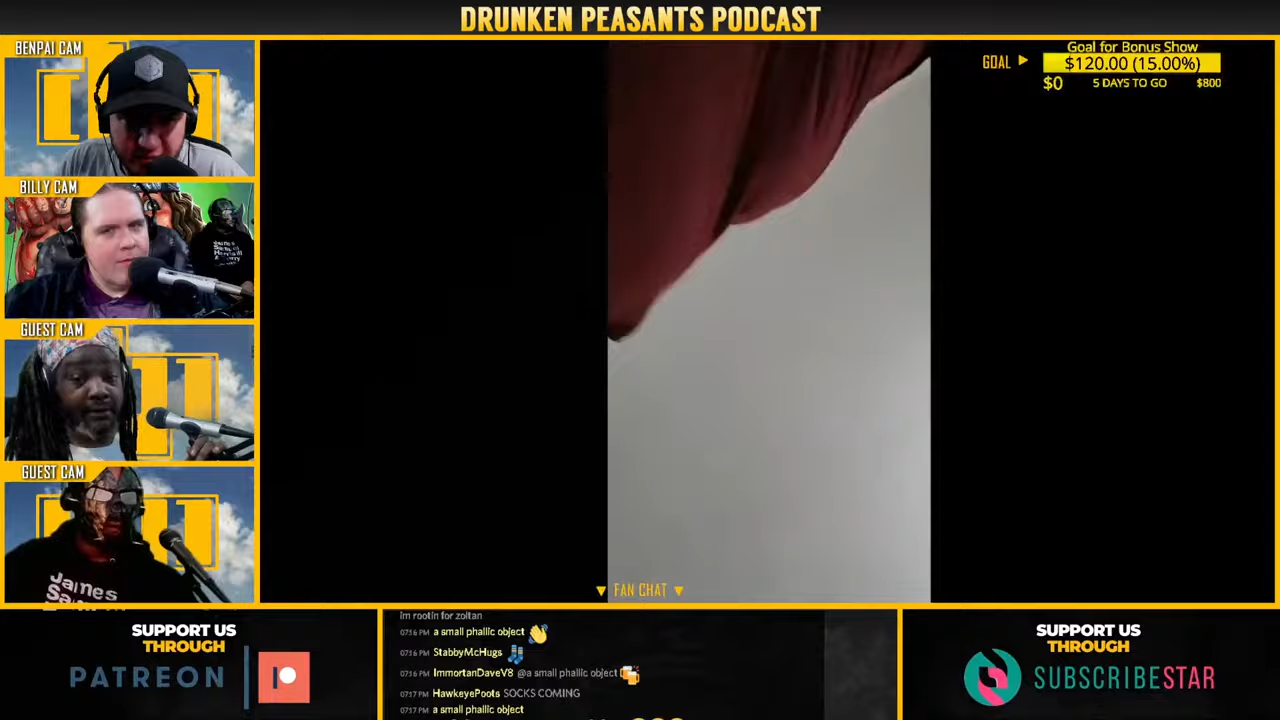 DRUNKEN PEASANTS PODCAST
BENPAI CAM
Goal for Bonus Show
GOAL
$120.00 (15.00%)
$0
5 DAYS TO GO
$800
BILLY CAM
James
GUEST CAM
GUEST CAM
James
▼ FAN CHAT ▼
im rootin for zoltan
07:16 PM a small phallic object 👋
07:16 PM StabbyMcHugs 🧦
07:16 PM ImmortanDaveV8 @a small phallic object 🍻
07:17 PM HawkeyePoots SOCKS COMING
07:17 PM a small phallic object
SUPPORT US
THROUGH
PATREON
SUPPORT US
THROUGH
SUBSCRIBESTAR